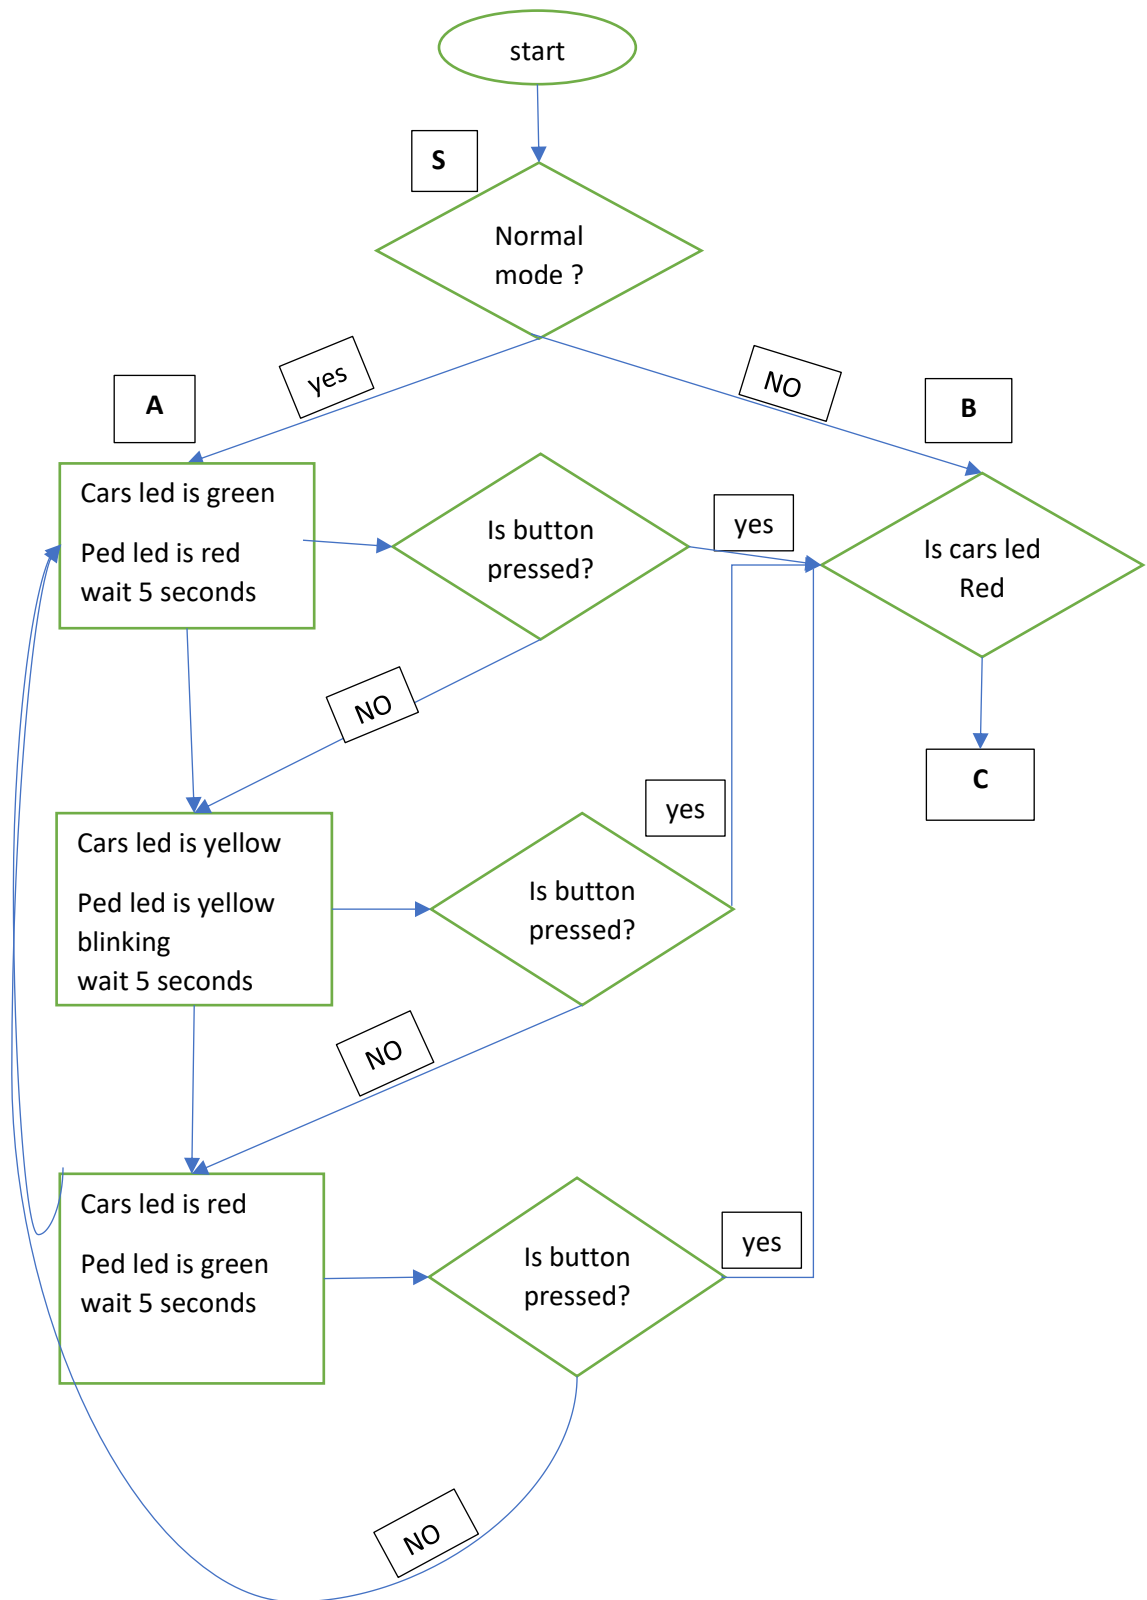 start
S
Normal
mode ?
yes
NO
A
B
Cars led is green
Ped led is red
wait 5 seconds
Is button
pressed?
yes
Is cars led
Red
NO
C
Cars led is yellow
Ped led is yellow
blinking
wait 5 seconds
Is button
pressed?
yes
NO
Cars led is red
Ped led is green
wait 5 seconds
Is button
pressed?
yes
NO